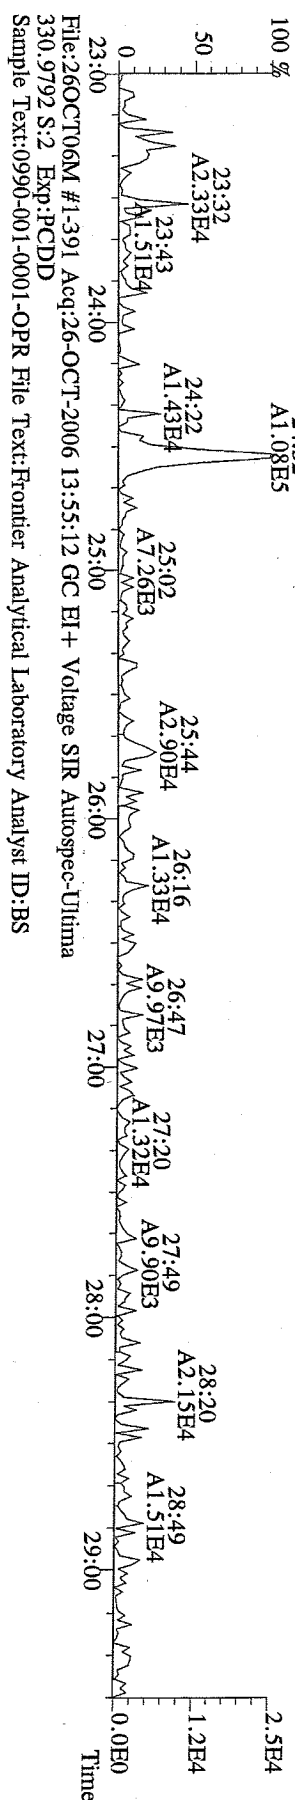 File:26OCT06M #1-391 Acq:26-OCT-2006 13:55:12 GC EI+ Voltage SIR Autospec-Ultima
330.9792 S:2 Exp:PCDD
Sample Text:0990-001-0001-OPR File Text:Frontier Analytical Laboratory Analyst ID:BS
100 %
50
0
A1.08E5
23:32
A2.33E4
23:43
A1.51E4
24:22
A1.43E4
25:02
A7.26E3
25:44
A2.90E4
26:16
A1.33E4
26:47
A9.97E3
27:20
A1.32E4
27:49
A9.90E3
28:20
A2.15E4
28:49
A1.51E4
2.5E4
1.2E4
0.0E0
23:00
24:00
25:00
26:00
27:00
28:00
29:00
Time